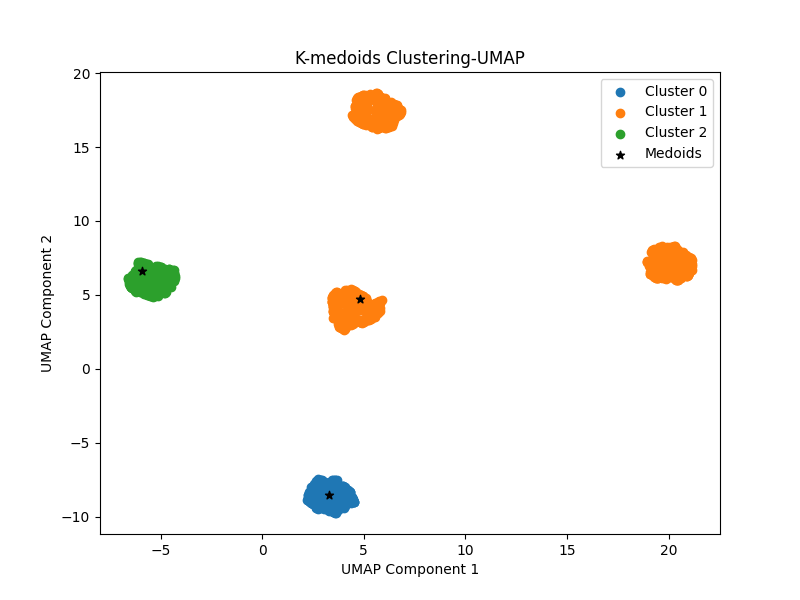 K-medoids Clustering-UMAP
Cluster 0
Cluster 1
Cluster 2
Medoids
20
15
10
5
0
−5
−10
UMAP Component 2
−5
0
5
10
15
20
UMAP Component 1